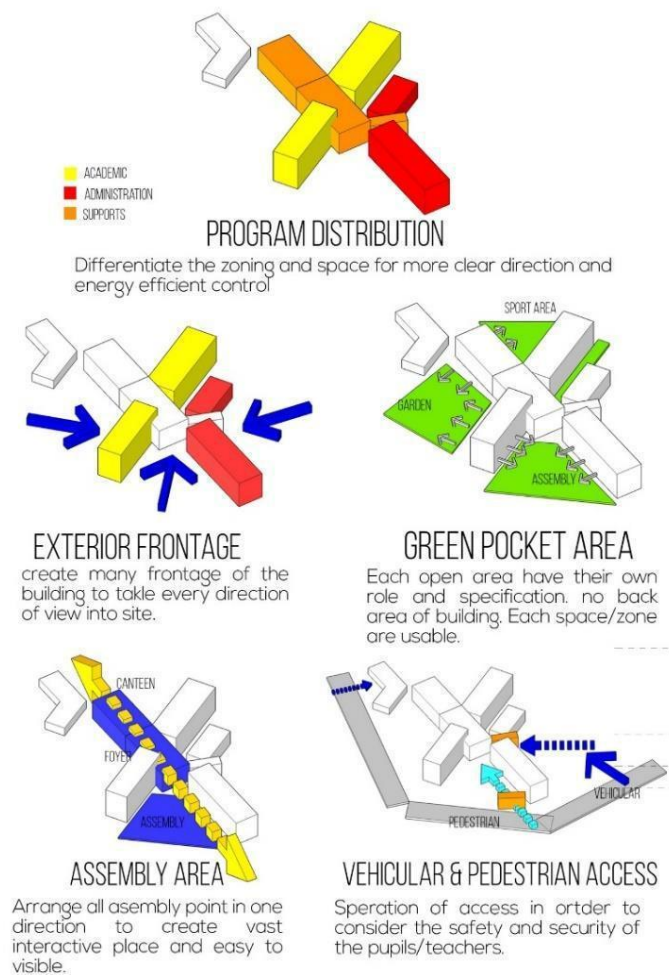 ACADEMIC
ADMINISTRATION
SUPPORTS
PROGRAM DISTRIBUTION
Differentiate the zoning and space for more clear direction and
energy efficient control
SPORT AREA
GARDEN
ASSEMBLY
EXTERIOR FRONTAGE
create many frontage of the
building to takle every direction
of view into site.
GREEN POCKET AREA
Each open area have their own
role and specification. no back
area of building. Each space/zone
are usable.
CANTEEN
FOYER
ASSEMBLY
ASSEMBLY AREA
Arrange all asembly point in one
direction to create vast
interactive place and easy to
visible.
VEHICULAR
PEDESTRIAN
VEHICULAR & PEDESTRIAN ACCESS
Speration of access in ortder to
consider the safety and security of
the pupils/teachers.